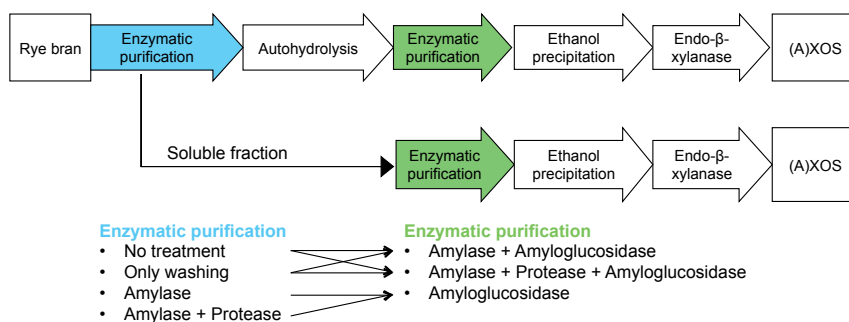 Rye bran
Enzymatic
purification
Autohydrolysis
Enzymatic
purification
Ethanol
precipitation
Endo-β-
xylanase
(A)XOS
Soluble fraction
Enzymatic
purification
Ethanol
precipitation
Endo-β-
xylanase
(A)XOS
Enzymatic purification
• No treatment
• Only washing
• Amylase
• Amylase + Protease
Enzymatic purification
• Amylase + Amyloglucosidase
• Amylase + Protease + Amyloglucosidase
• Amyloglucosidase